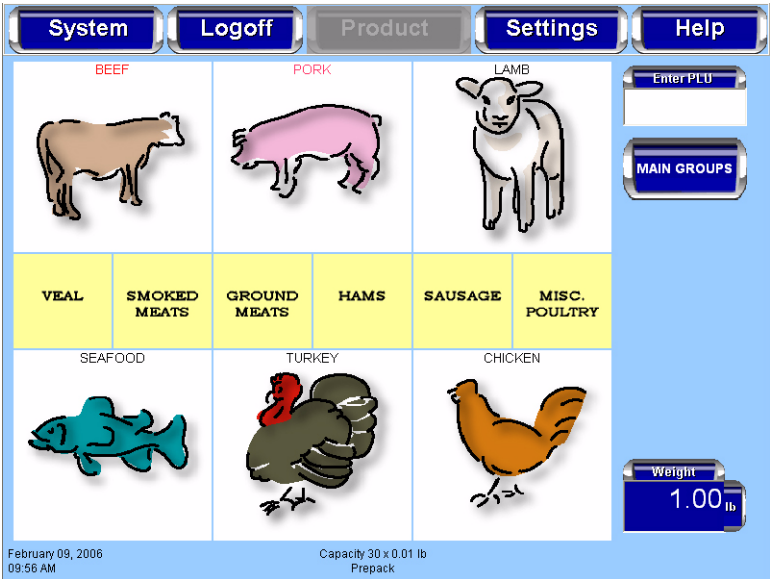 System Logoff Product Settings Help
BEEF PORK LAMB
Enter PLU
MAIN GROUPS
VEAL SMOKED MEATS GROUND MEATS HAMS SAUSAGE MISC. POULTRY
SEAFOOD TURKEY CHICKEN
Weight
1.00 lb
February 09, 2006 Capacity 30 x 0.01 lb
09:56 AM Prepack